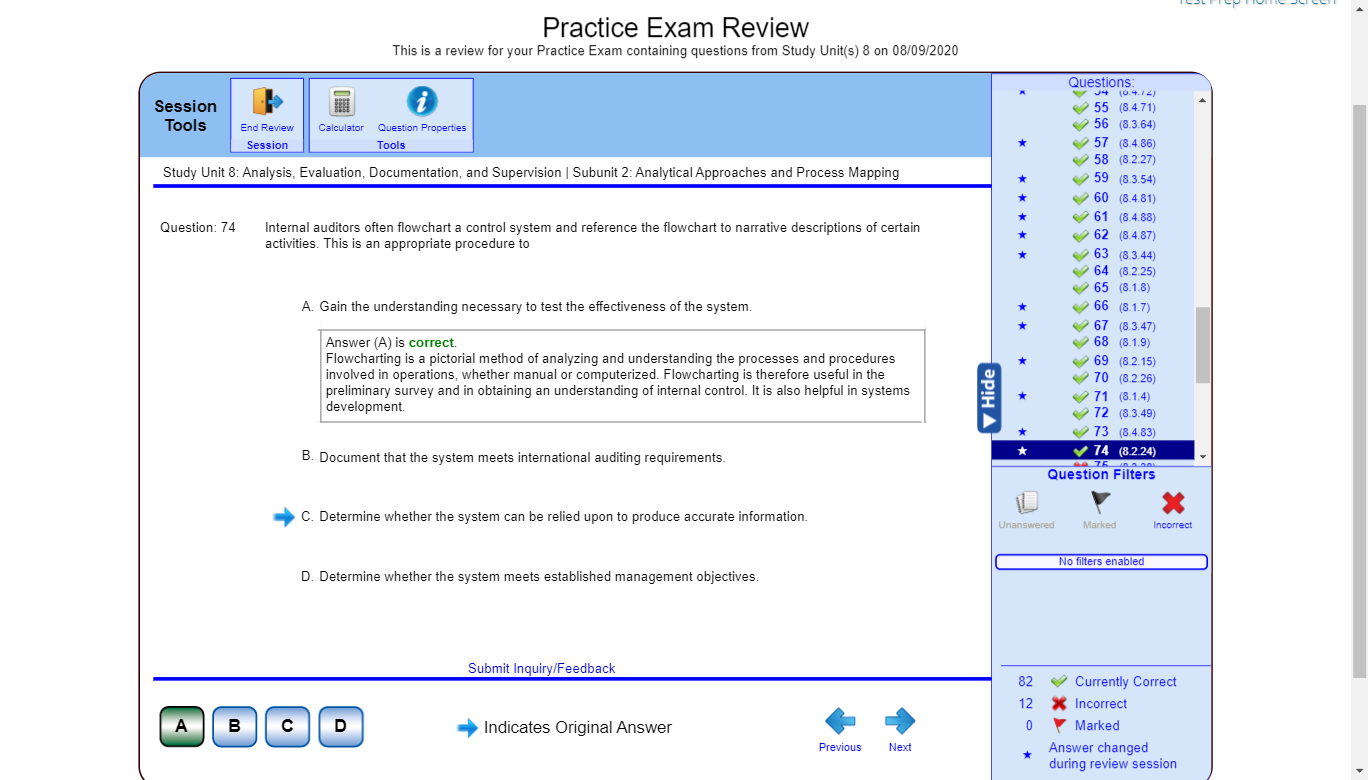 Test Prep Home Screen
Practice Exam Review
This is a review for your Practice Exam containing questions from Study Unit(s) 8 on 08/09/2020
Session
Tools
End Review
Session
Calculator
Question Properties
Tools
Study Unit 8: Analysis, Evaluation, Documentation, and Supervision | Subunit 2: Analytical Approaches and Process Mapping
Question: 74
Internal auditors often flowchart a control system and reference the flowchart to narrative descriptions of certain
activities. This is an appropriate procedure to
A. Gain the understanding necessary to test the effectiveness of the system.
Answer (A) is correct.
Flowcharting is a pictorial method of analyzing and understanding the processes and procedures
involved in operations, whether manual or computerized. Flowcharting is therefore useful in the
preliminary survey and in obtaining an understanding of internal control. It is also helpful in systems
development.
B. Document that the system meets international auditing requirements.
C. Determine whether the system can be relied upon to produce accurate information.
D. Determine whether the system meets established management objectives.
Submit Inquiry/Feedback
A
B
C
D
Indicates Original Answer
Previous
Next
Hide
Questions:
54 (8.4.72)
55 (8.4.71)
56 (8.3.64)
57 (8.4.86)
58 (8.2.27)
59 (8.3.54)
60 (8.4.81)
61 (8.4.88)
62 (8.4.87)
63 (8.3.44)
64 (8.2.25)
65 (8.1.8)
66 (8.1.7)
67 (8.3.47)
68 (8.1.9)
69 (8.2.15)
70 (8.2.26)
71 (8.1.4)
72 (8.3.49)
73 (8.4.83)
74 (8.2.24)
75
Question Filters
Unanswered
Marked
Incorrect
No filters enabled
82 Currently Correct
12 Incorrect
0 Marked
Answer changed
during review session